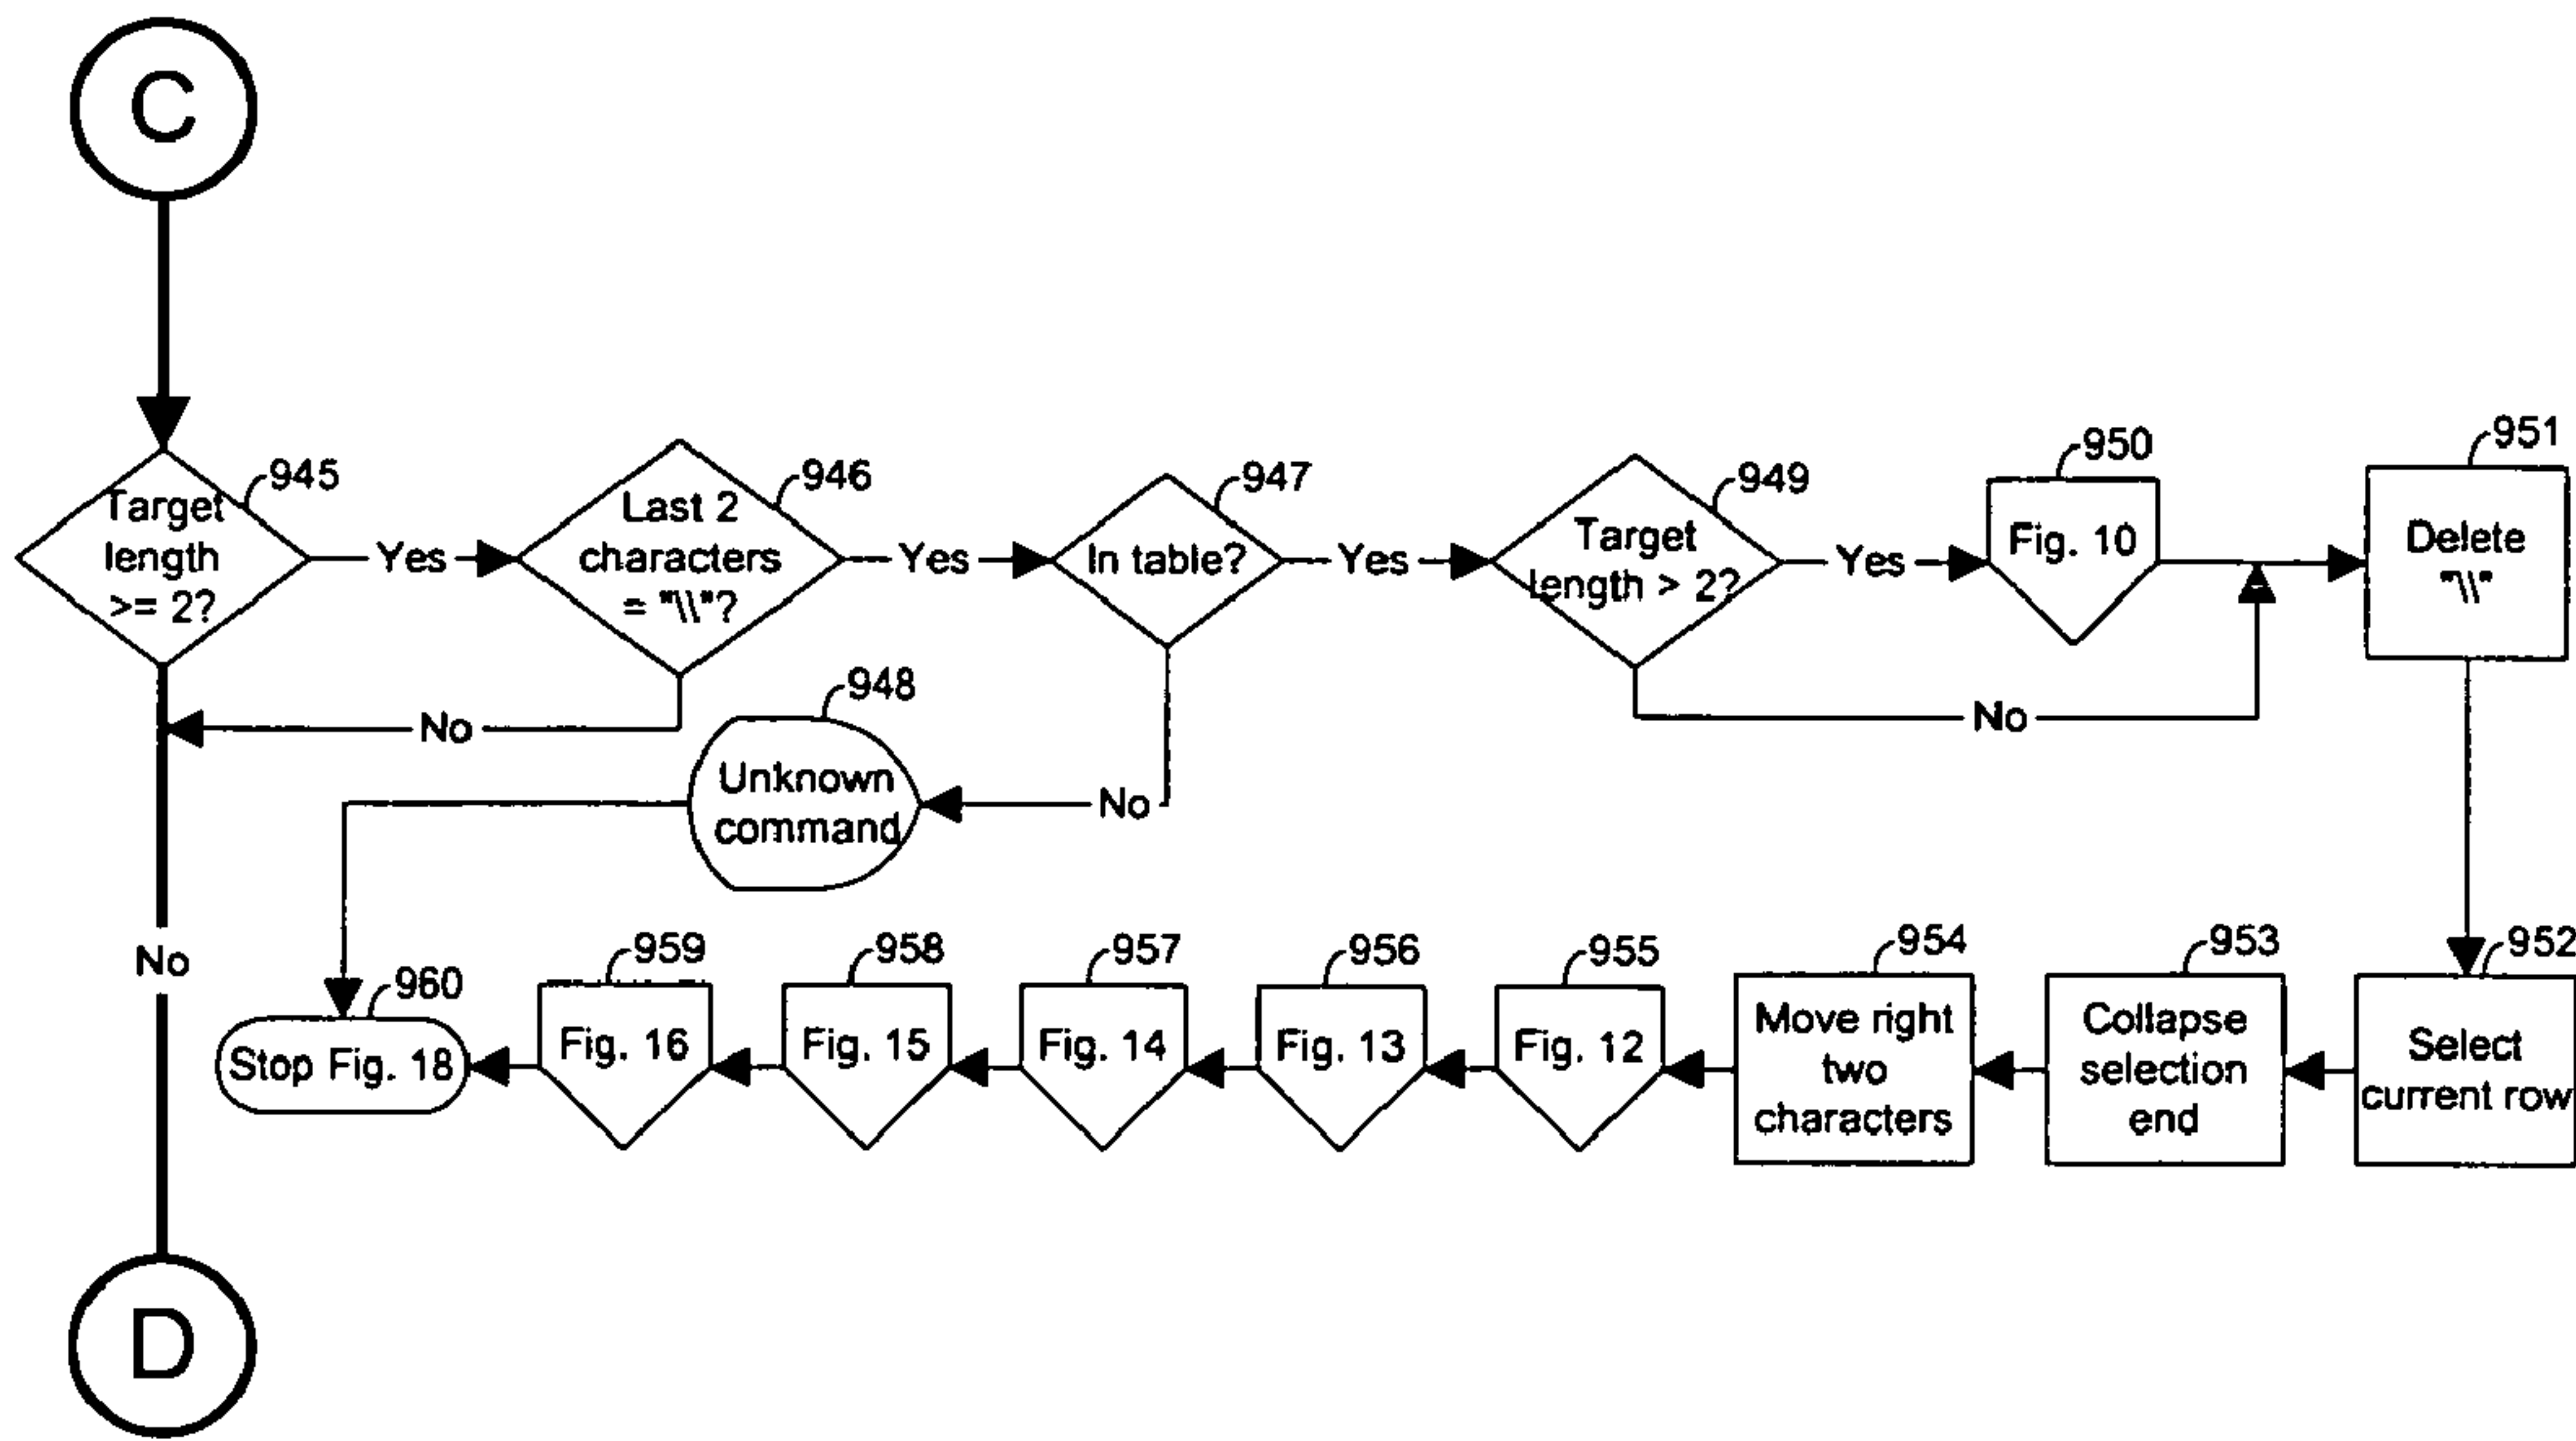 C
945
Target
length
>= 2?
Yes
946
Last 2
characters
= "\\"?
Yes
947
In table?
Yes
949
Target
length > 2?
Yes
950
Fig. 10
951
Delete
"\\"
No
No
948
Unknown
command
No
No
960
Stop Fig. 18
959
Fig. 16
958
Fig. 15
957
Fig. 14
956
Fig. 13
955
Fig. 12
954
Move right
two
characters
953
Collapse
selection
end
952
Select
current row
D